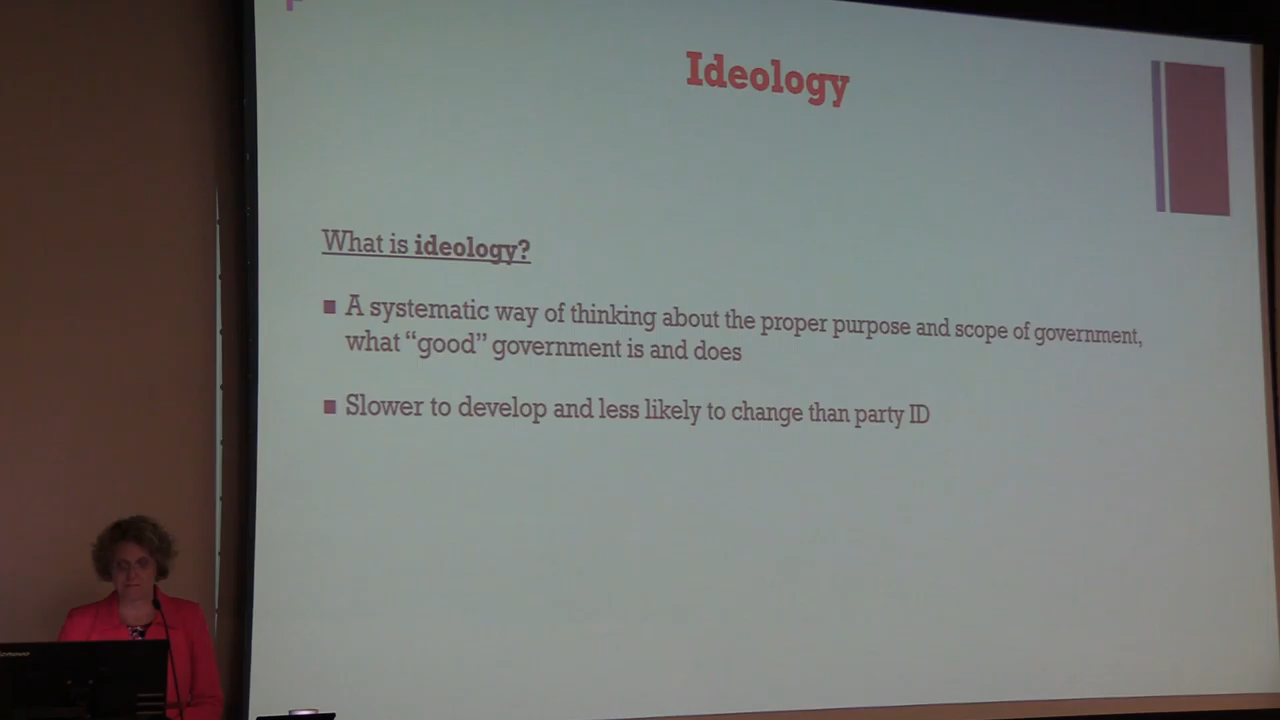 Ideology
What is ideology?
■ A systematic way of thinking about the proper purpose and scope of government,
what “good” government is and does
■ Slower to develop and less likely to change than party ID
Lenovo